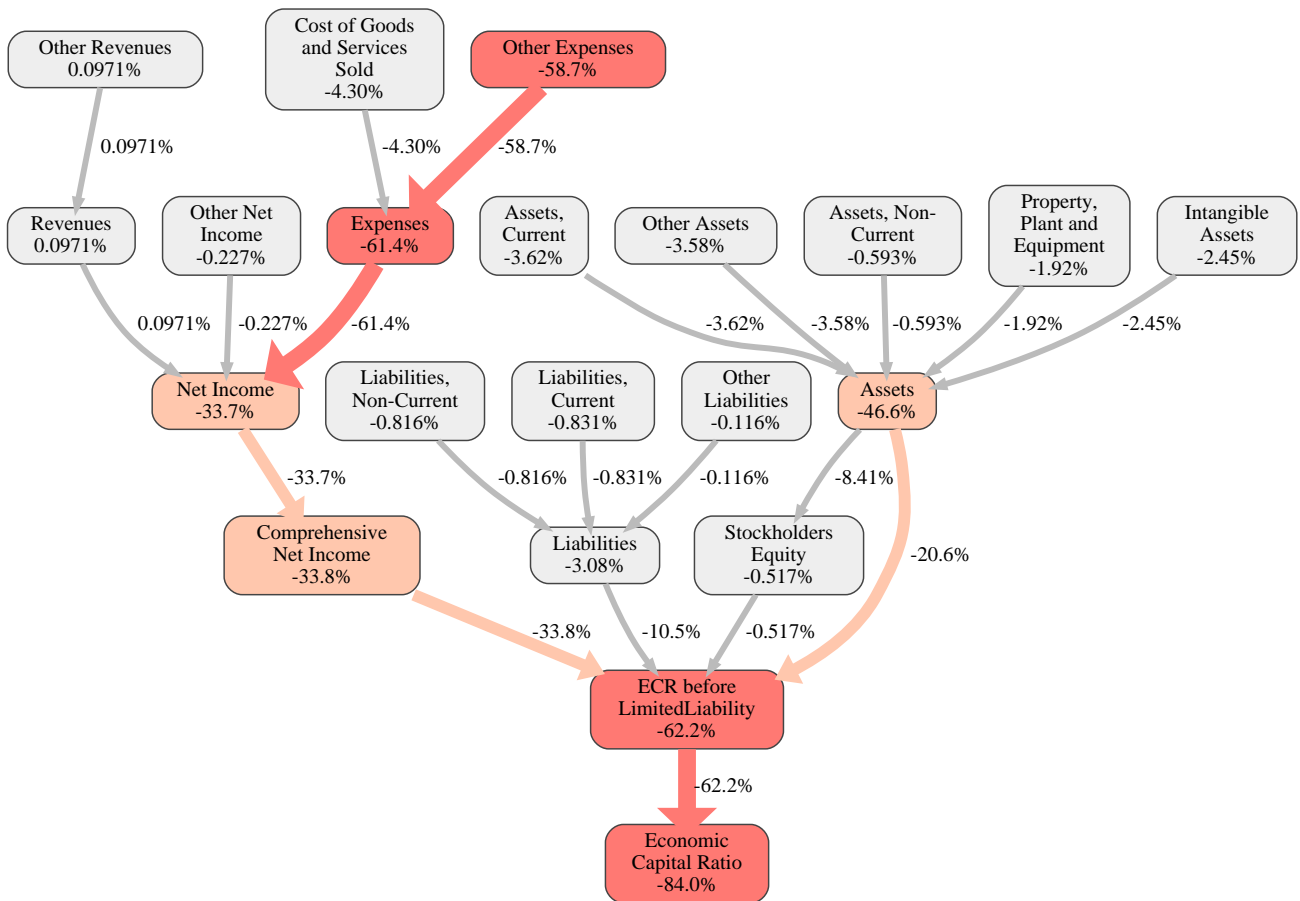 Other Revenues
0.0971%
Cost of Goods
and Services
Sold
-4.30%
Other Expenses
-58.7%
0.0971%
-4.30%
-58.7%
Revenues
0.0971%
Other Net
Income
-0.227%
Expenses
-61.4%
Assets,
Current
-3.62%
Other Assets
-3.58%
Assets, Non-
Current
-0.593%
Property,
Plant and
Equipment
-1.92%
Intangible
Assets
-2.45%
0.0971%
-0.227%
-61.4%
-3.62%
-3.58%
-0.593%
-1.92%
-2.45%
Net Income
-33.7%
Liabilities,
Non-Current
-0.816%
Liabilities,
Current
-0.831%
Other
Liabilities
-0.116%
Assets
-46.6%
-33.7%
-0.816%
-0.831%
-0.116%
-8.41%
-20.6%
Comprehensive
Net Income
-33.8%
Liabilities
-3.08%
Stockholders
Equity
-0.517%
-33.8%
-10.5%
-0.517%
ECR before
LimitedLiability
-62.2%
-62.2%
Economic
Capital Ratio
-84.0%